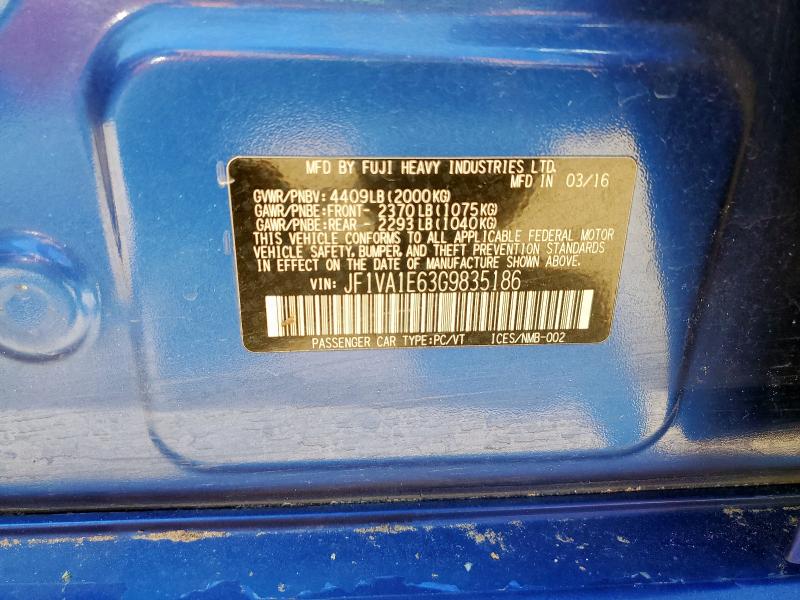 MFD BY FUJI HEAVY INDUSTRIES LTD.
MFD IN 03/16
GVWR/PNBV: 4409LB(2000KG)
GAWR/PNBE:FRONT- 2370LB(1075KG)
GAWR/PNBE:REAR - 2293LB(1040KG)
THIS VEHICLE CONFORMS TO ALL APPLICABLE FEDERAL MOTOR
VEHICLE SAFETY, BUMPER, AND THEFT PREVENTION STANDARDS
IN EFFECT ON THE DATE OF MANUFACTURE SHOWN ABOVE.
VIN: JF1VA1E63G9835186
PASSENGER CAR TYPE:PC/VT ICES/NMB-002